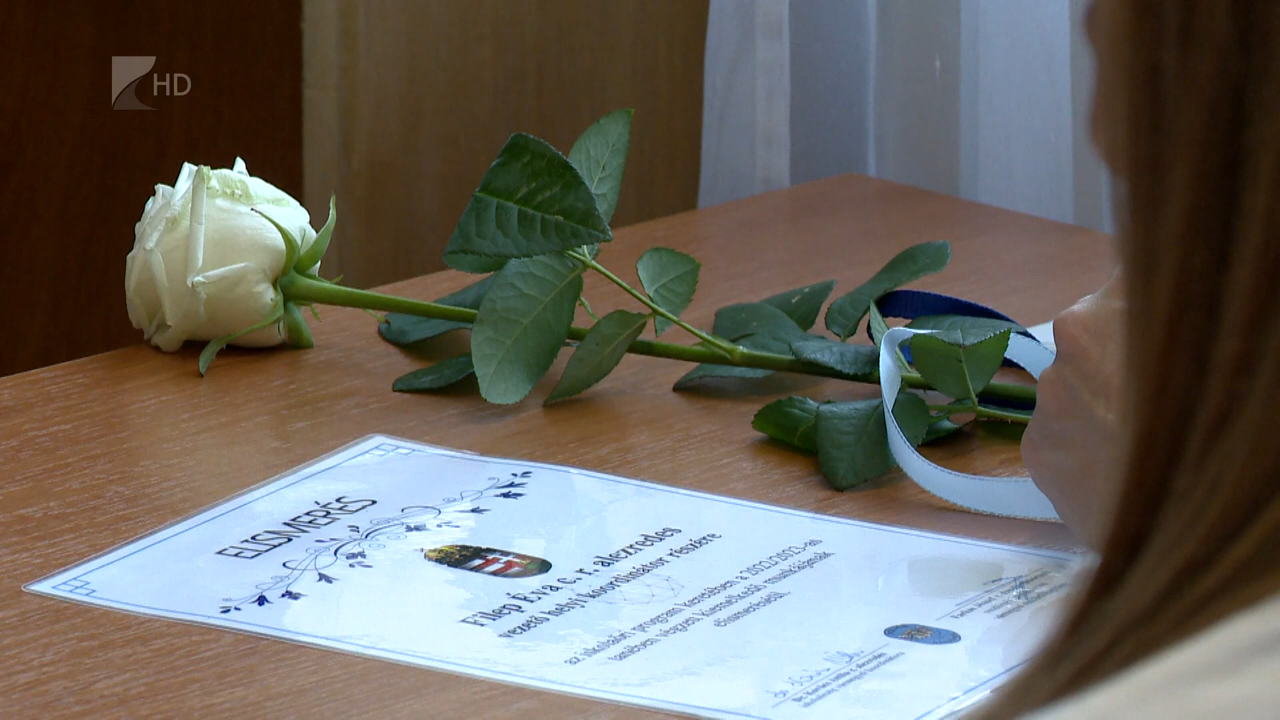 HD
ELISMERÉS
Filep Éva c. r. alezredes
vezető helyi koordinátor részére
az iskolaőri program keretében a 2022/2023-as
tanévben végzett kiemelkedő munkájának
elismeréséül.